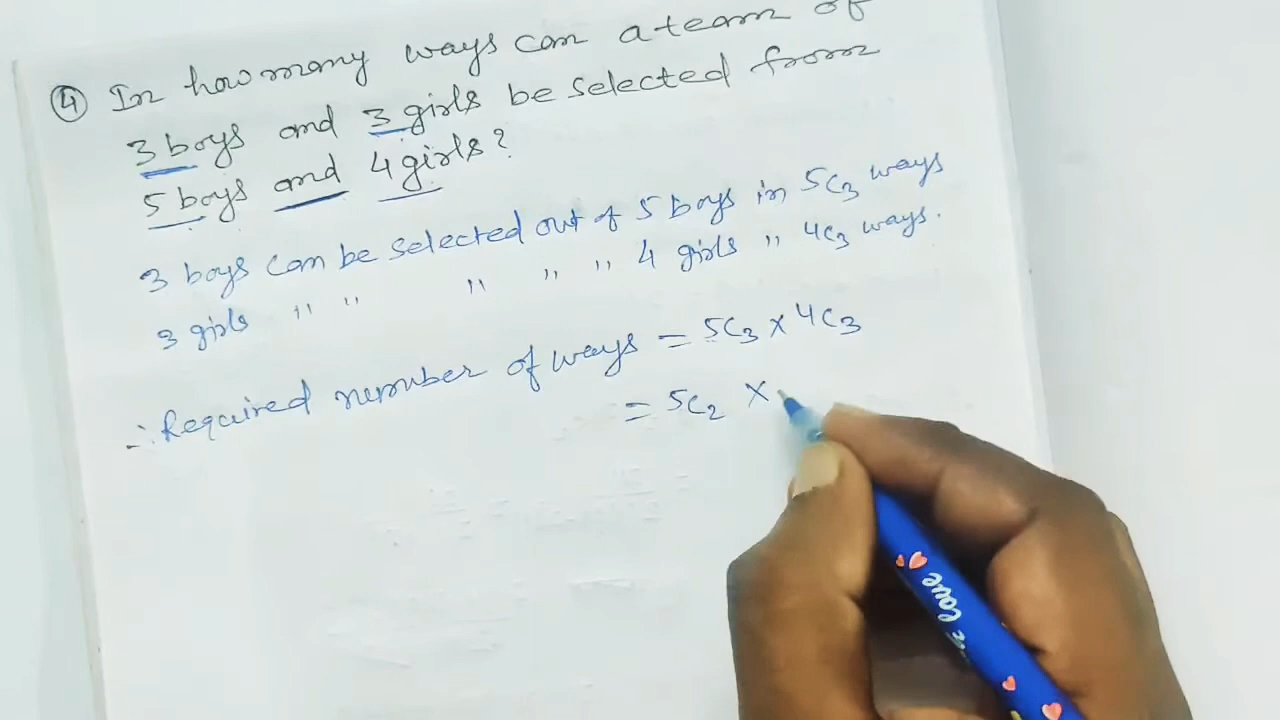 ④ In how many ways can a team of
3 boys and 3 girls be selected from
5 boys and 4 girls?
3 boys can be selected out of 5 boys in 5C3 ways
3 girls " " " " " 4 girls " 4C3 ways.
∴ Required number of ways = 5C3 × 4C3
= 5C2 ×
Love